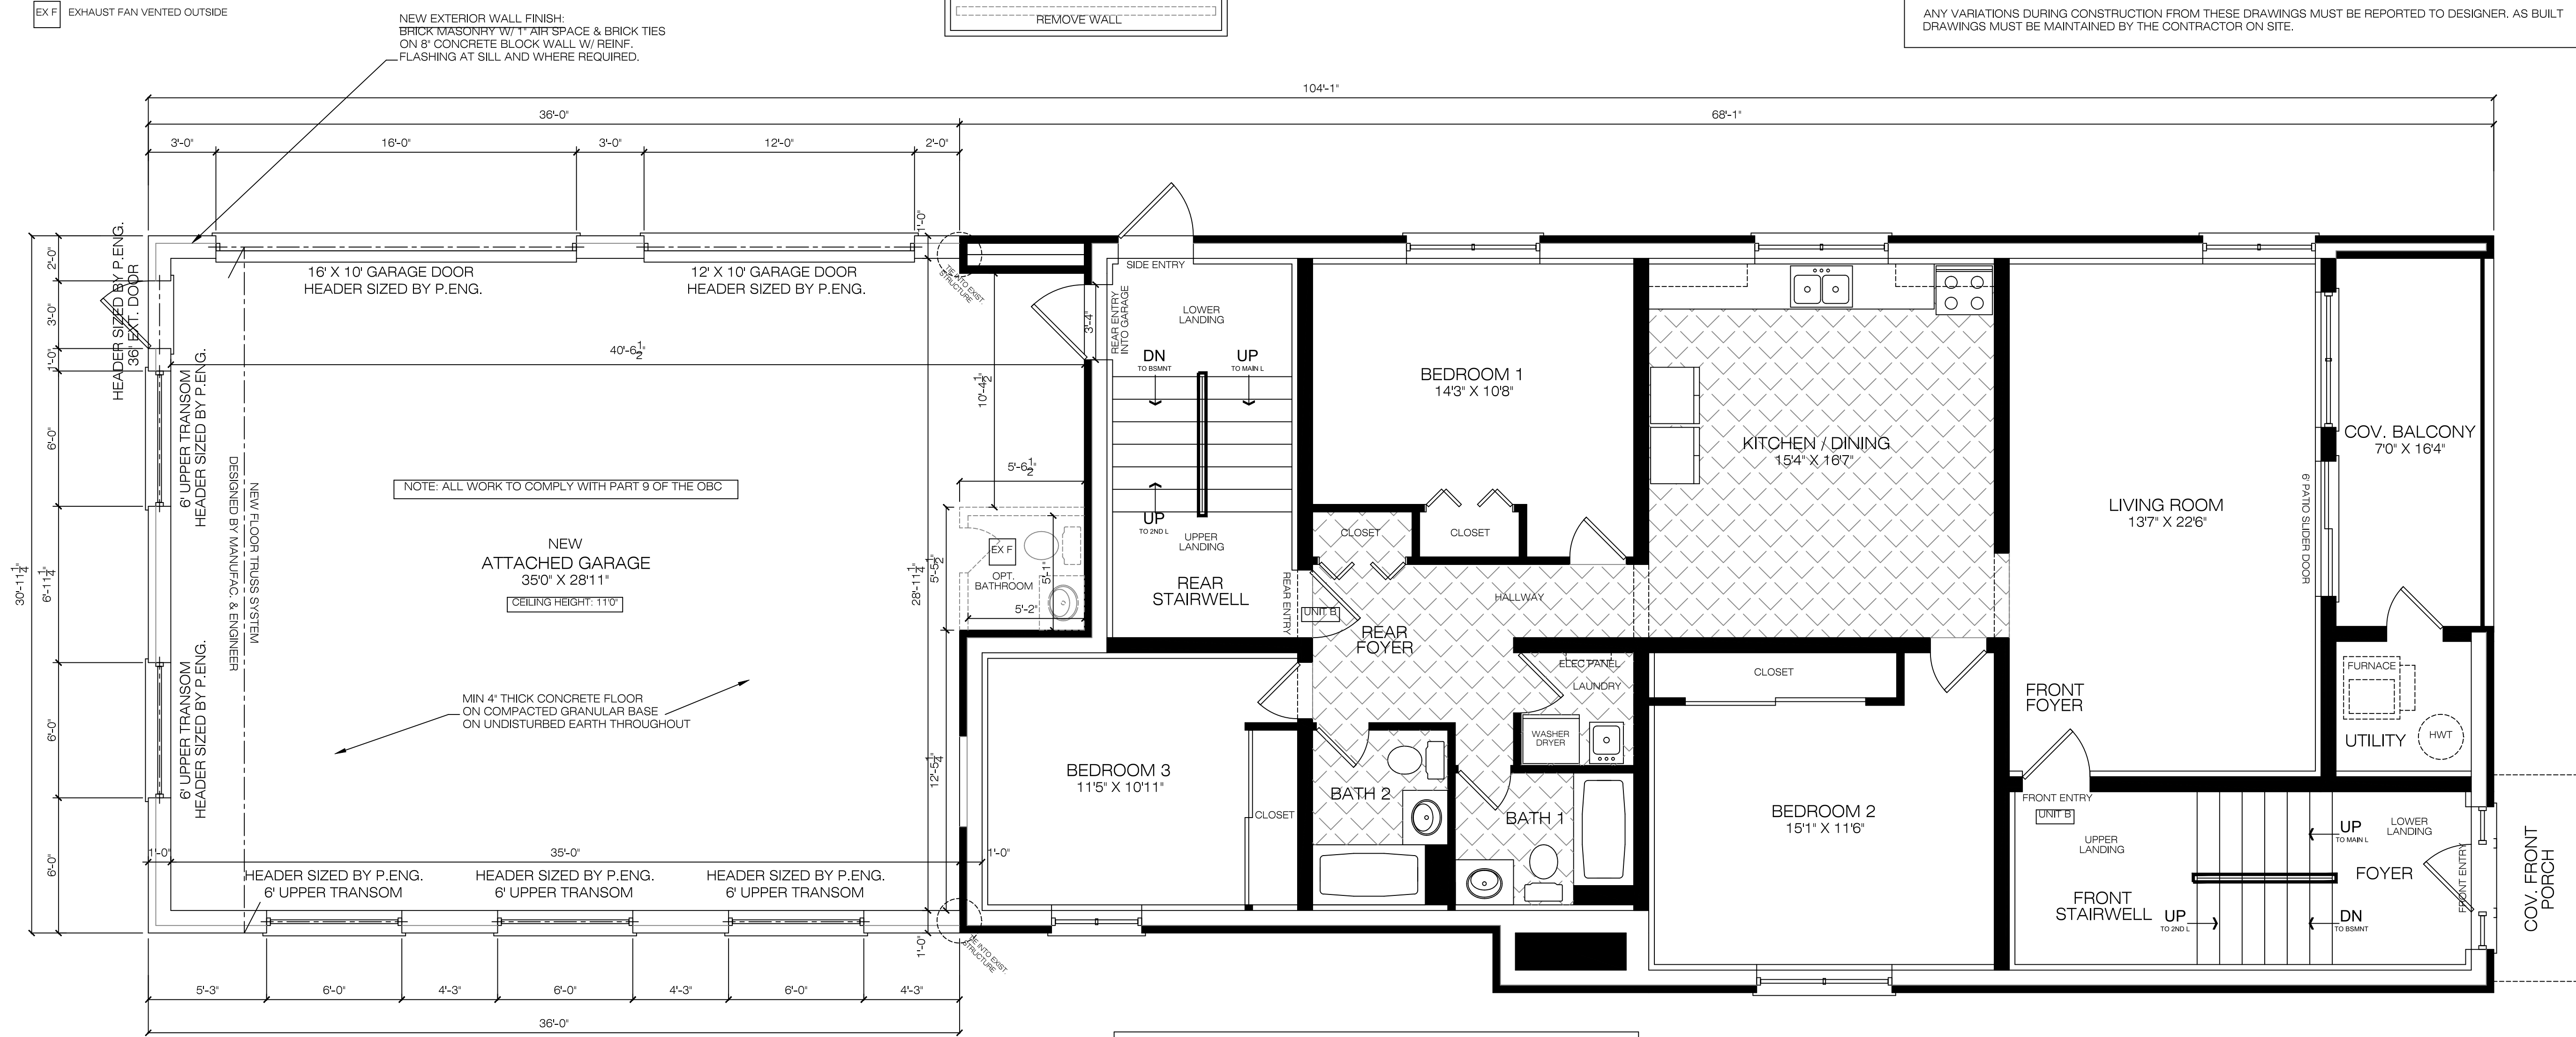 EX F EXHAUST FAN VENTED OUTSIDE
NEW EXTERIOR WALL FINISH:
BRICK MASONRY W/ 1" AIR SPACE & BRICK TIES
ON 8" CONCRETE BLOCK WALL W/ REINF.
FLASHING AT SILL AND WHERE REQUIRED.
REMOVE WALL
ANY VARIATIONS DURING CONSTRUCTION FROM THESE DRAWINGS MUST BE REPORTED TO DESIGNER. AS BUILT
DRAWINGS MUST BE MAINTAINED BY THE CONTRACTOR ON SITE.
104'-1"
36'-0"
68'-1"
3'-0"
16'-0"
3'-0"
12'-0"
2'-0"
1'-0"
30'-11 1/4"
2'-0"
3'-0"
1'-0"
6'-0"
6'-11 1/4"
6'-0"
6'-0"
HEADER SIZED BY P.ENG.
36" EXT. DOOR
16' X 10' GARAGE DOOR
HEADER SIZED BY P.ENG.
12' X 10' GARAGE DOOR
HEADER SIZED BY P.ENG.
TIE INTO EXIST.
STRUCTURE
40'-6 1/2"
6' UPPER TRANSOM
HEADER SIZED BY P.ENG.
NEW FLOOR TRUSS SYSTEM
DESIGNED BY MANUFAC. & ENGINEER
NOTE: ALL WORK TO COMPLY WITH PART 9 OF THE OBC
NEW
ATTACHED GARAGE
35'0" X 28'11"
CEILING HEIGHT: 11'0"
6' UPPER TRANSOM
HEADER SIZED BY P.ENG.
MIN 4" THICK CONCRETE FLOOR
ON COMPACTED GRANULAR BASE
ON UNDISTURBED EARTH THROUGHOUT
1'-0"
35'-0"
1'-0"
HEADER SIZED BY P.ENG.
6' UPPER TRANSOM
HEADER SIZED BY P.ENG.
6' UPPER TRANSOM
HEADER SIZED BY P.ENG.
6' UPPER TRANSOM
28'-11 1/4"
10'-4 1/2"
5'-6 1/2"
5'-5 1/2"
12'-5 1/4"
EX F
OPT.
BATHROOM
5'-1"
5'-2"
1'-0"
TIE INTO EXIST.
STRUCTURE
5'-3"
6'-0"
4'-3"
6'-0"
4'-3"
6'-0"
4'-3"
36'-0"
SIDE ENTRY
3'-4"
REAR ENTRY
INTO GARAGE
LOWER
LANDING
DN
TO BSMNT
UP
TO MAIN L
UP
TO 2ND L
UPPER
LANDING
REAR
STAIRWELL
REAR ENTRY
BEDROOM 1
14'3" X 10'8"
CLOSET
CLOSET
UNIT B
HALLWAY
REAR
FOYER
KITCHEN / DINING
15'4" X 16'7"
LIVING ROOM
13'7" X 22'6"
6' PATIO SLIDER DOOR
COV. BALCONY
7'0" X 16'4"
BEDROOM 3
11'5" X 10'11"
CLOSET
BATH 2
ELEC PANEL
LAUNDRY
WASHER
DRYER
BATH 1
CLOSET
BEDROOM 2
15'1" X 11'6"
FRONT
FOYER
FURNACE
HWT
UTILITY
FRONT ENTRY
UNIT B
UPPER
LANDING
FRONT
STAIRWELL
UP
TO 2ND L
UP
TO MAIN L
LOWER
LANDING
FOYER
DN
TO BSMNT
FRONT ENTRY
COV. FRONT
PORCH